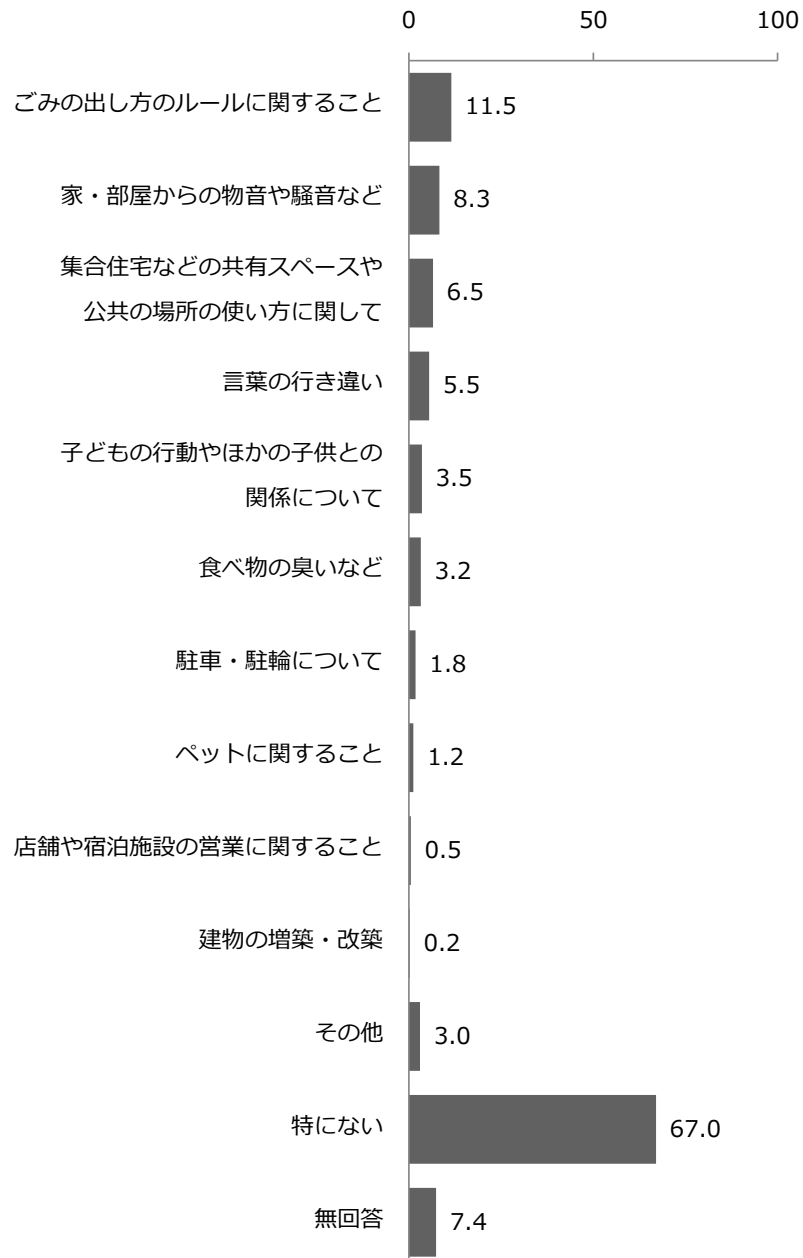 0 50 100
ごみの出し方のルールに関すること 11.5
家・部屋からの物音や騒音など 8.3
集合住宅などの共有スペースや
公共の場所の使い方に関して 6.5
言葉の行き違い 5.5
子どもの行動やほかの子供との
関係について 3.5
食べ物の臭いなど 3.2
駐車・駐輪について 1.8
ペットに関すること 1.2
店舗や宿泊施設の営業に関すること 0.5
建物の増築・改築 0.2
その他 3.0
特にない 67.0
無回答 7.4